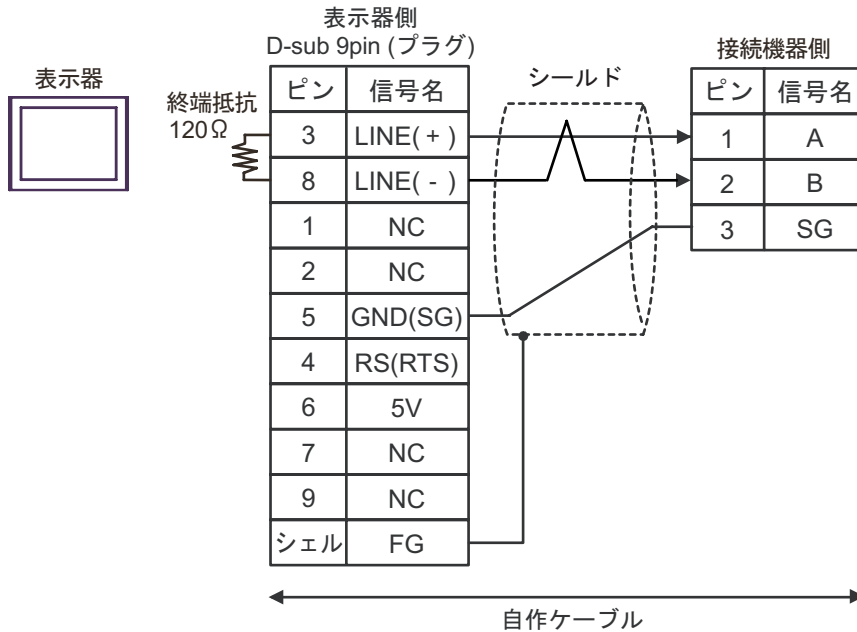 表示器側
D-sub 9pin (プラグ)
接続機器側
表示器
終端抵抗
120Ω
シールド
ピン 信号名
3 LINE( + )
8 LINE( - )
1 NC
2 NC
5 GND(SG)
4 RS(RTS)
6 5V
7 NC
9 NC
シェル FG
ピン 信号名
1 A
2 B
3 SG
自作ケーブル